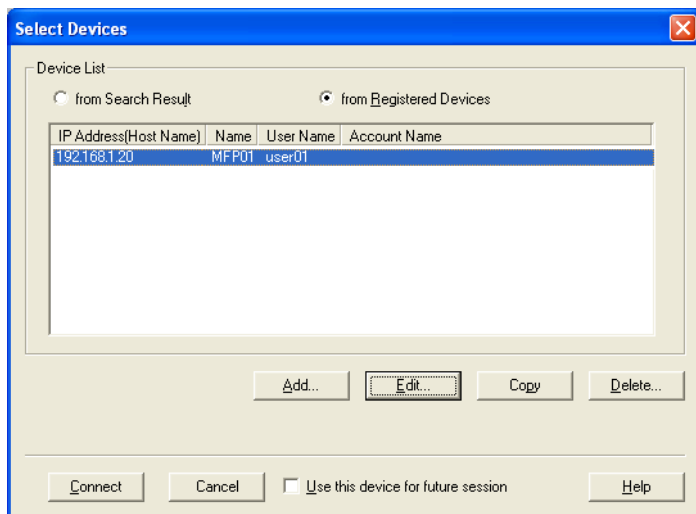 Select Devices
Device List
from Search Result from Registered Devices
IP Address(Host Name) Name User Name Account Name
192.168.1.20 MFP01 user01
Add... Edit... Copy Delete...
Connect Cancel Use this device for future session Help